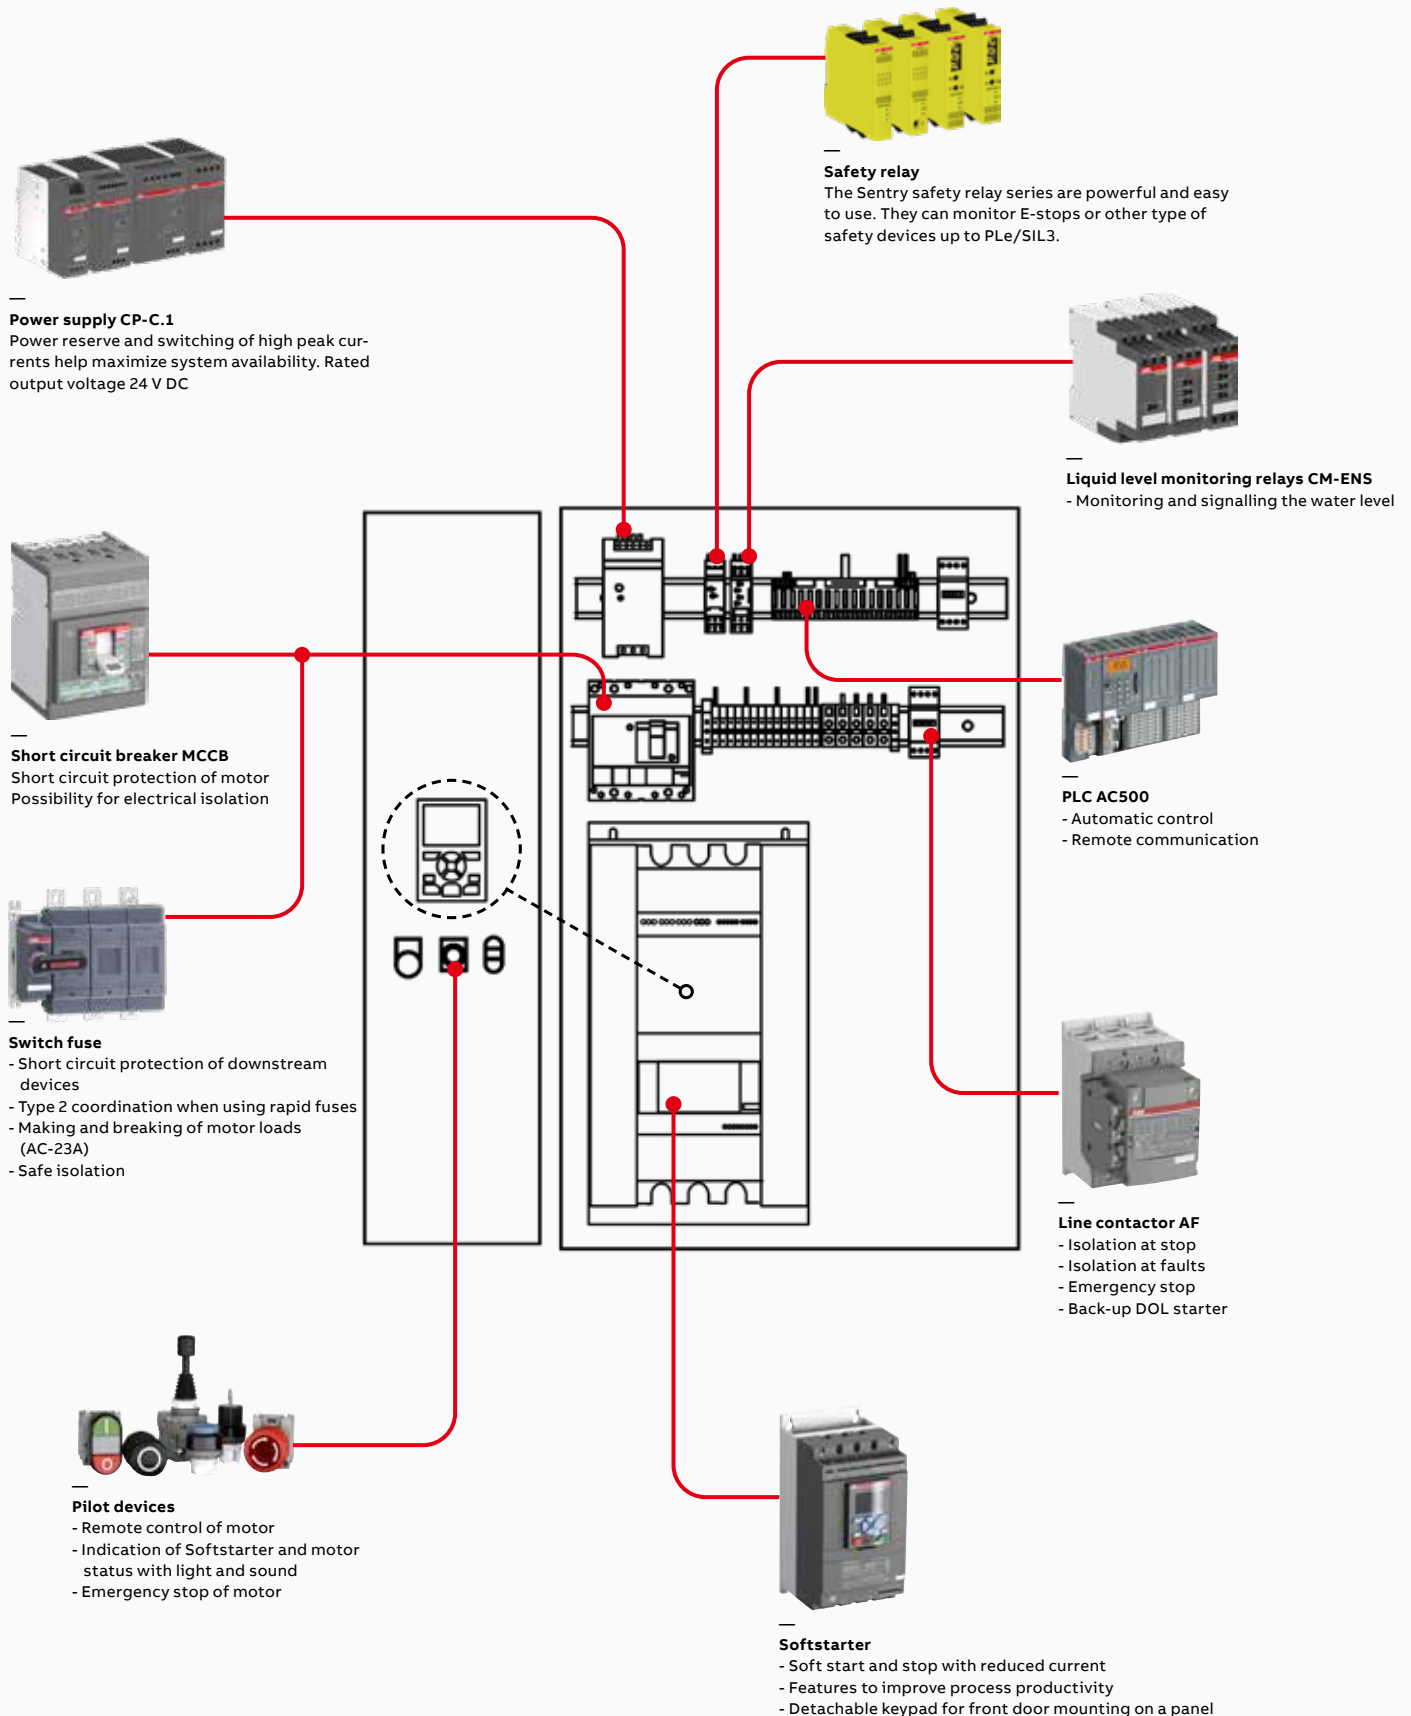 —
Safety relay
The Sentry safety relay series are powerful and easy
to use. They can monitor E-stops or other type of
safety devices up to PLe/SIL3.
—
Power supply CP-C.1
Power reserve and switching of high peak cur-
rents help maximize system availability. Rated
output voltage 24 V DC
—
Liquid level monitoring relays CM-ENS
- Monitoring and signalling the water level
—
Short circuit breaker MCCB
Short circuit protection of motor
Possibility for electrical isolation
—
PLC AC500
- Automatic control
- Remote communication
—
Switch fuse
- Short circuit protection of downstream
devices
- Type 2 coordination when using rapid fuses
- Making and breaking of motor loads
(AC-23A)
- Safe isolation
—
Line contactor AF
- Isolation at stop
- Isolation at faults
- Emergency stop
- Back-up DOL starter
—
Pilot devices
- Remote control of motor
- Indication of Softstarter and motor
status with light and sound
- Emergency stop of motor
—
Softstarter
- Soft start and stop with reduced current
- Features to improve process productivity
- Detachable keypad for front door mounting on a panel